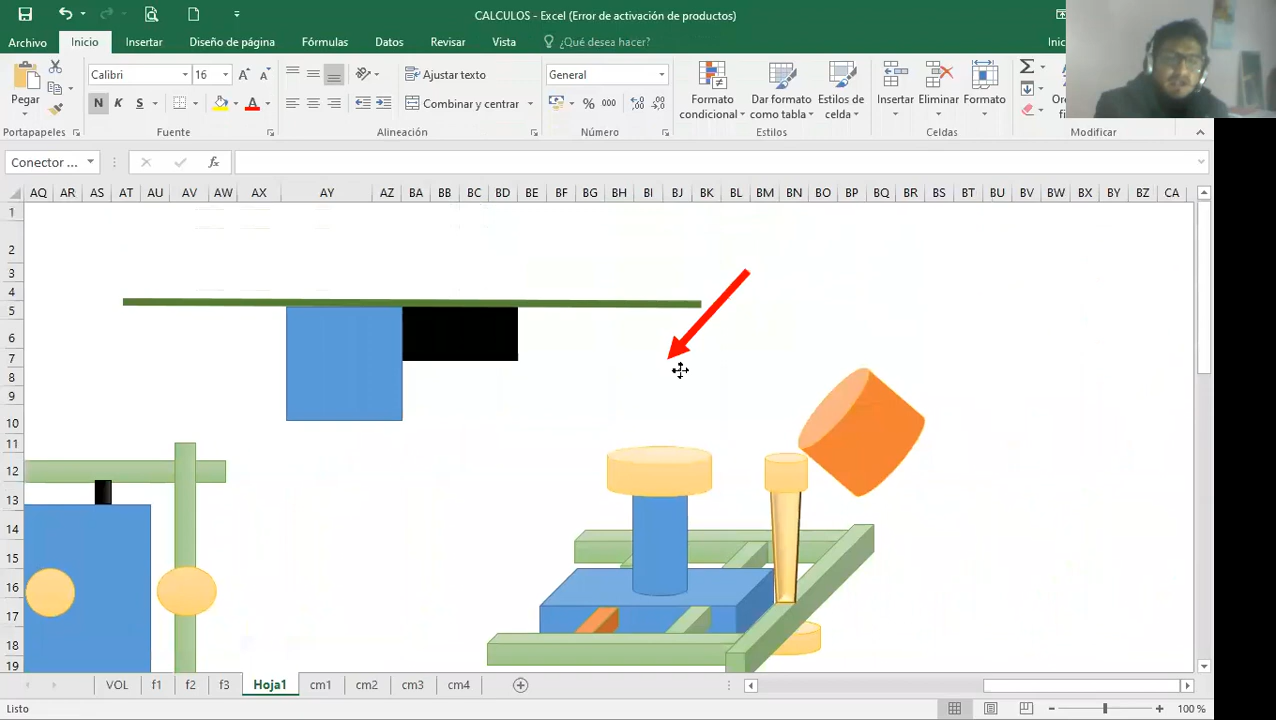 CALCULOS - Excel (Error de activación de productos)
Archivo Inicio Insertar Diseño de página Fórmulas Datos Revisar Vista ¿Qué desea hacer? Inic
Pegar
Calibri 16
N K S
Ajustar texto
Combinar y centrar
General
% 000
Formato condicional
Dar formato como tabla
Estilos de celda
Insertar Eliminar Formato
Portapapeles Fuente Alineación Número Estilos Celdas Modificar
Conector ... fx
AQ AR AS AT AU AV AW AX AY AZ BA BB BC BD BE BF BG BH BI BJ BK BL BM BN BO BP BQ BR BS BT BU BV BW BX BY BZ CA
1
2
3
4
5
6
7
8
9
10
11
12
13
14
15
16
17
18
19
VOL f1 f2 f3 Hoja1 cm1 cm2 cm3 cm4
Listo 100 %